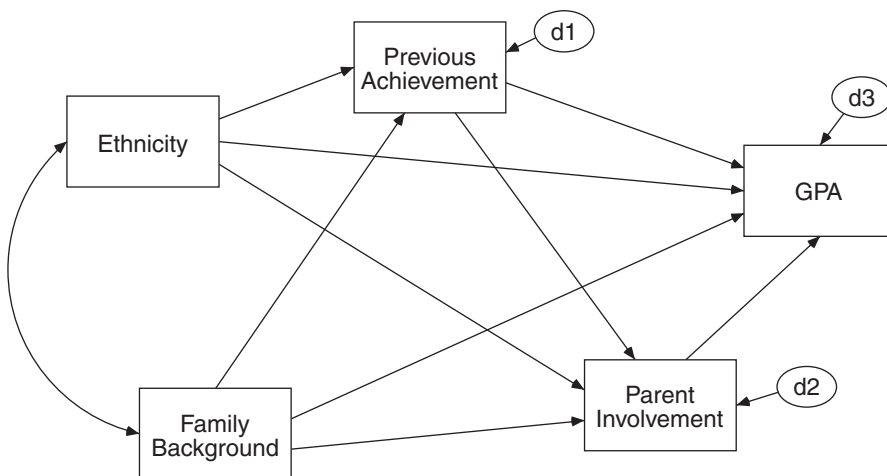 d1
Previous
Achievement
d3
Ethnicity
GPA
Parent
Involvement
d2
Family
Background